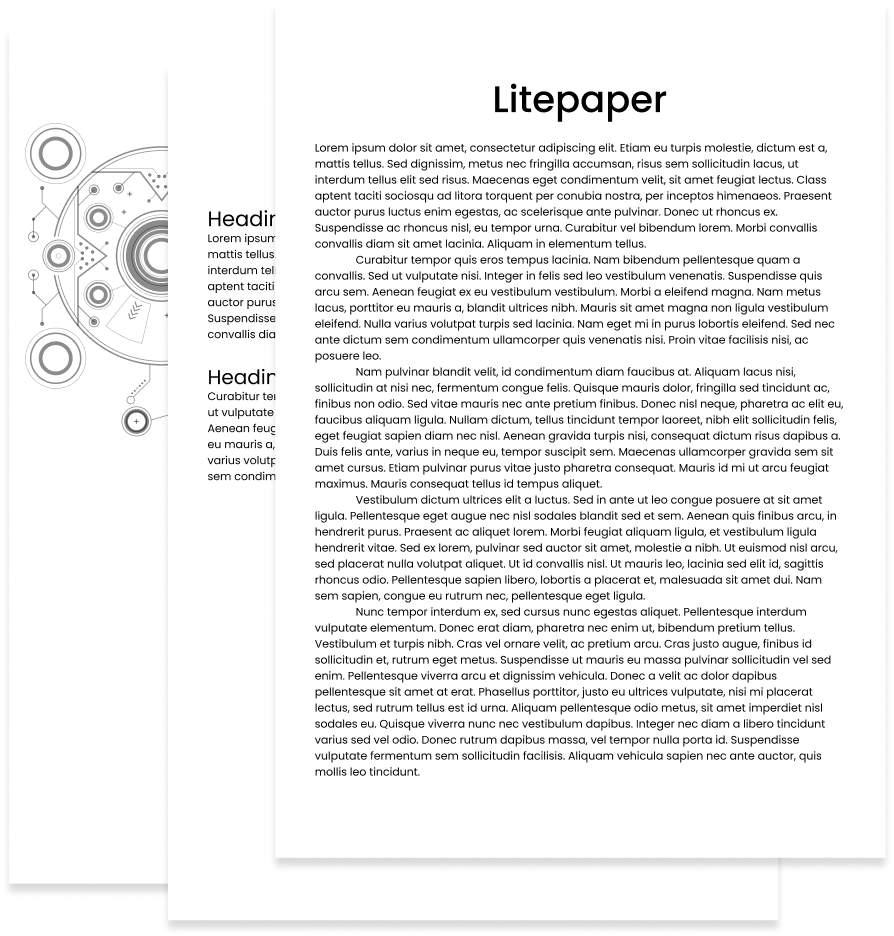 Litepaper
Lorem ipsum dolor sit amet, consectetur adipiscing elit. Etiam eu turpis molestie, dictum est a,
mattis tellus. Sed dignissim, metus nec fringilla accumsan, risus sem sollicitudin lacus, ut
interdum tellus elit sed risus. Maecenas eget condimentum velit, sit amet feugiat lectus. Class
aptent taciti sociosqu ad litora torquent per conubia nostra, per inceptos himenaeos. Praesent
auctor purus luctus enim egestas, ac scelerisque ante pulvinar. Donec ut rhoncus ex.
Suspendisse ac rhoncus nisl, eu tempor urna. Curabitur vel bibendum lorem. Morbi convallis
convallis diam sit amet lacinia. Aliquam in elementum tellus.
Curabitur tempor quis eros tempus lacinia. Nam bibendum pellentesque quam a
convallis. Sed ut vulputate nisi. Integer in felis sed leo vestibulum venenatis. Suspendisse quis
arcu sem. Aenean feugiat ex eu vestibulum vestibulum. Morbi a eleifend magna. Nam metus
lacus, porttitor eu mauris a, blandit ultrices nibh. Mauris sit amet magna non ligula vestibulum
eleifend. Nulla varius volutpat turpis sed lacinia. Nam eget mi in purus lobortis eleifend. Sed nec
ante dictum sem condimentum ullamcorper quis venenatis nisi. Proin vitae facilisis nisi, ac
posuere leo.
Nam pulvinar blandit velit, id condimentum diam faucibus at. Aliquam lacus nisi,
sollicitudin at nisi nec, fermentum congue felis. Quisque mauris dolor, fringilla sed tincidunt ac,
finibus non odio. Sed vitae mauris nec ante pretium finibus. Donec nisl neque, pharetra ac elit eu,
faucibus aliquam ligula. Nullam dictum, tellus tincidunt tempor laoreet, nibh elit sollicitudin felis,
eget feugiat sapien diam nec nisl. Aenean gravida turpis nisi, consequat dictum risus dapibus a.
Duis felis ante, varius in neque eu, tempor suscipit sem. Maecenas ullamcorper gravida sem sit
amet cursus. Etiam pulvinar purus vitae justo pharetra consequat. Mauris id mi ut arcu feugiat
maximus. Mauris consequat tellus id tempus aliquet.
Vestibulum dictum ultrices elit a luctus. Sed in ante ut leo congue posuere at sit amet
ligula. Pellentesque eget augue nec nisl sodales blandit sed et sem. Aenean quis finibus arcu, in
hendrerit purus. Praesent ac aliquet lorem. Morbi feugiat aliquam ligula, et vestibulum ligula
hendrerit vitae. Sed ex lorem, pulvinar sed auctor sit amet, molestie a nibh. Ut euismod nisl arcu,
sed placerat nulla volutpat aliquet. Ut id convallis nisl. Ut mauris leo, lacinia sed elit id, sagittis
rhoncus odio. Pellentesque sapien libero, lobortis a placerat et, malesuada sit amet dui. Nam
sem sapien, congue eu rutrum nec, pellentesque eget ligula.
Nunc tempor interdum ex, sed cursus nunc egestas aliquet. Pellentesque interdum
vulputate elementum. Donec erat diam, pharetra nec enim ut, bibendum pretium tellus.
Vestibulum et turpis nibh. Cras vel ornare velit, ac pretium arcu. Cras justo augue, finibus id
sollicitudin et, rutrum eget metus. Suspendisse ut mauris eu massa pulvinar sollicitudin vel sed
enim. Pellentesque viverra arcu et dignissim vehicula. Donec a velit ac dolor dapibus
pellentesque sit amet at erat. Phasellus porttitor, justo eu ultrices vulputate, nisi mi placerat
lectus, sed rutrum tellus est id urna. Aliquam pellentesque odio metus, sit amet imperdiet nisl
sodales eu. Quisque viverra nunc nec vestibulum dapibus. Integer nec diam a libero tincidunt
varius sed vel odio. Donec rutrum dapibus massa, vel tempor nulla porta id. Suspendisse
vulputate fermentum sem sollicitudin facilisis. Aliquam vehicula sapien nec ante auctor, quis
mollis leo tincidunt.
Lorem ipsum
mattis tellus.
interdum
aptent taciti
auctor purus
Suspendisse
convallis
Curabitur
ut vulputate
Aenean
eu mauris a,
varius
sem